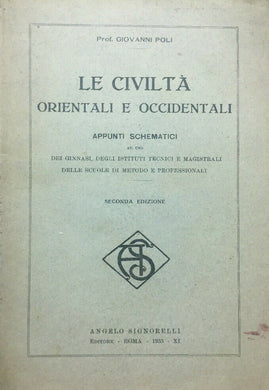 Prof. GIOVANNI POLI
LE CIVILTÀ
ORIENTALI E OCCIDENTALI
APPUNTI SCHEMATICI
AD USO
DEI GINNASI, DEGLI ISTITUTI TECNICI E MAGISTRALI
DELLE SCUOLE DI METODO E PROFESSIONALI
SECONDA EDIZIONE
AS
ANGELO SIGNORELLI
EDITORE - ROMA - 1933 - XI